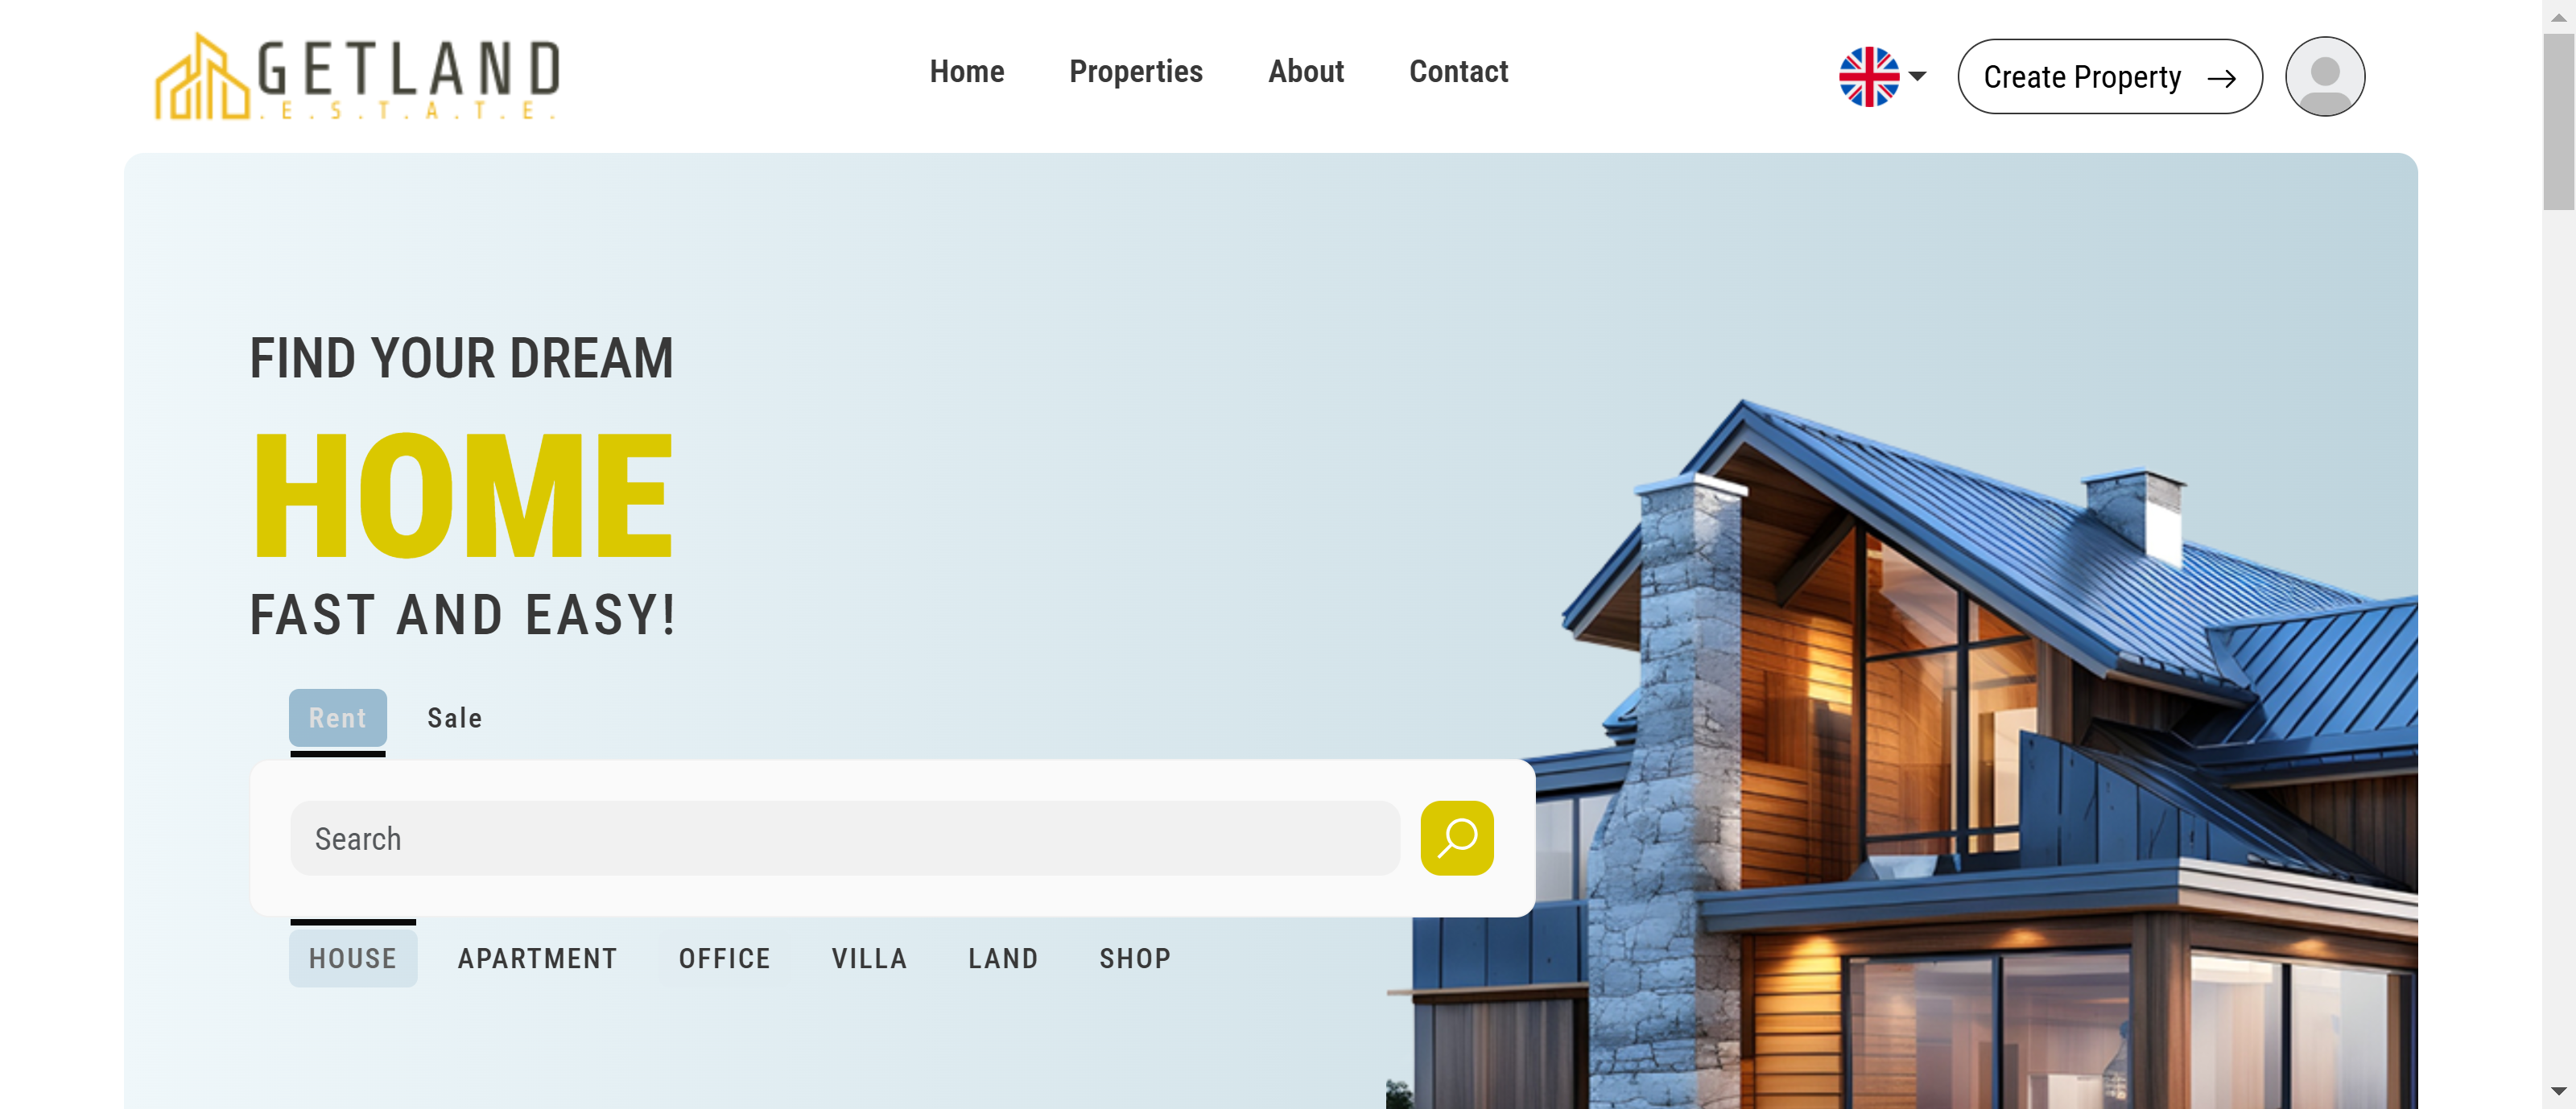 GETLAND
.E.S.T.A.T.E.
Home Properties About Contact
Create Property
FIND YOUR DREAM
HOME
FAST AND EASY!
Rent Sale
Search
HOUSE APARTMENT OFFICE VILLA LAND SHOP